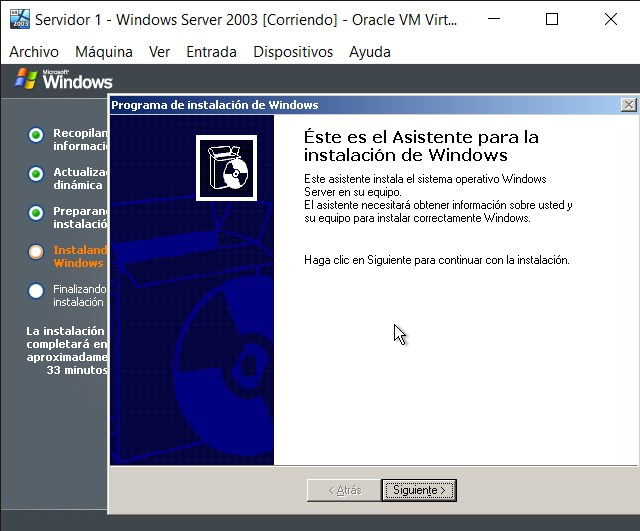 Servidor 1 - Windows Server 2003 [Corriendo] - Oracle VM Virt...
Archivo Máquina Ver Entrada Dispositivos Ayuda
Microsoft
Windows
Programa de instalación de Windows
Recopilan
informaci
Actualizac
dinámica
Preparand
instalació
Instaland
Windows
Finalizando
instalación
La instalación
completará en
aproximadame
33 minutos
Éste es el Asistente para la
instalación de Windows
Este asistente instala el sistema operativo Windows
Server en su equipo.
El asistente necesitará obtener información sobre usted y
su equipo para instalar correctamente Windows.
Haga clic en Siguiente para continuar con la instalación.
< Atrás
Siguiente >